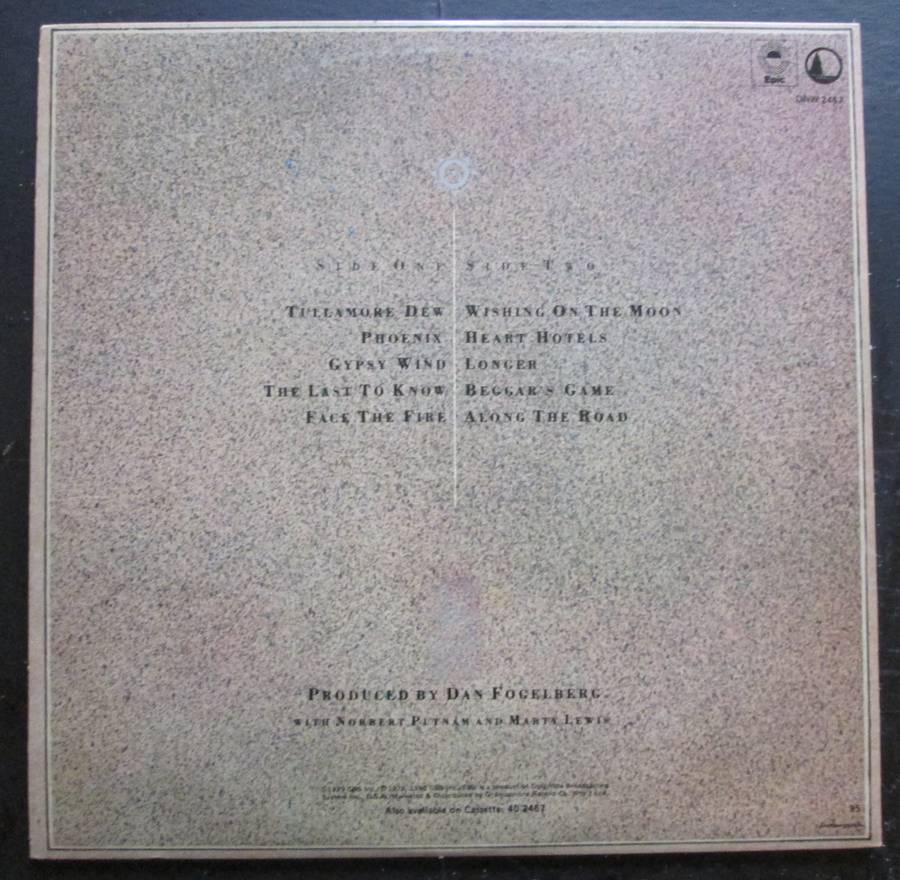 Epic
DNW 2467
SIDE ONE
TULLAMORE DEW
PHOENIX
GYPSY WIND
THE LAST TO KNOW
FACE THE FIRE
SIDE TWO
WISHING ON THE MOON
HEART HOTELS
LONGER
BEGGAR'S GAME
ALONG THE ROAD
PRODUCED BY DAN FOGELBERG
WITH NORBERT PUTNAM AND MARTY LEWIS
Also available on Cassette: 40 2467